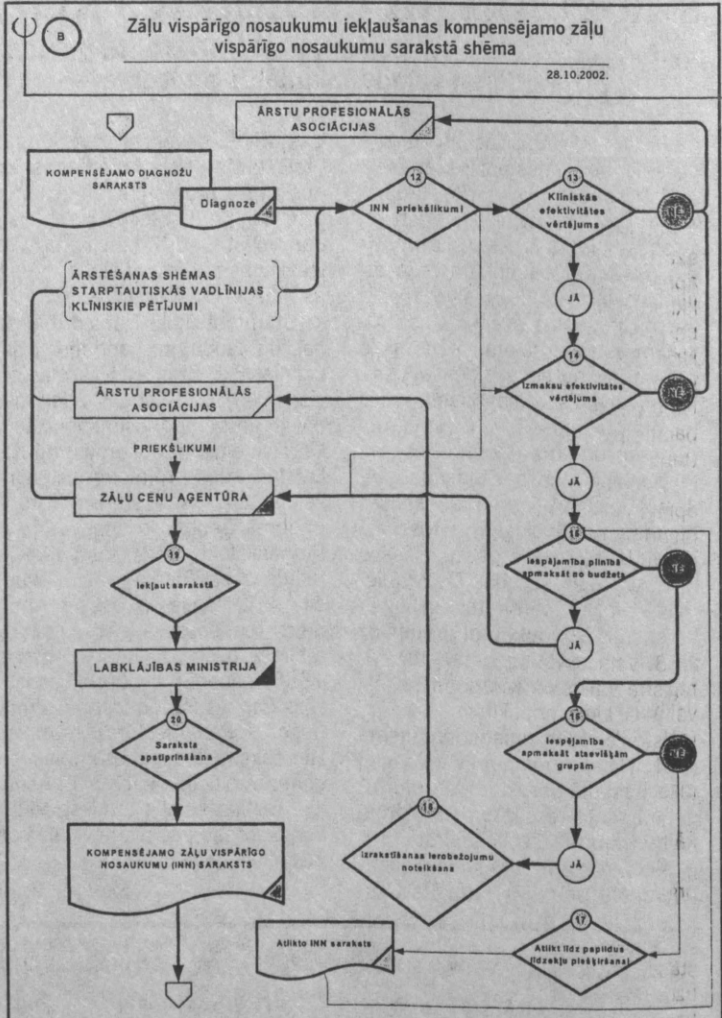 B
Zāļu vispārīgo nosaukumu iekļaušanas kompensējamo zāļu
vispārīgo nosaukumu sarakstā shēma
28.10.2002.
ĀRSTU PROFESIONĀLĀS
ASOCIĀCIJAS
KOMPENSĒJAMO DIAGNOŽU
SARAKSTS
Diagnoze
12
INN priekšlikumi
13
Klīniskās
efektivitātes
vērtējums
NĒ
JĀ
ĀRSTĒŠANAS SHĒMAS
STARPTAUTISKĀS VADLĪNIJAS
KLĪNISKIE PĒTĪJUMI
14
Izmaksu efektivitātes
vērtējums
NĒ
JĀ
ĀRSTU PROFESIONĀLĀS
ASOCIĀCIJAS
PRIEKŠLIKUMI
ZĀĻU CENU AĢENTŪRA
15
Iespējamība pilnībā
apmaksāt no budžeta
NĒ
JĀ
19
Iekļaut sarakstā
LABKLĀJĪBAS MINISTRIJA
20
Saraksta
apstiprināšana
16
Iespējamība
apmaksāt atsevišķām
grupām
NĒ
JĀ
Izrakstīšanas ierobežojumu
noteikšana
KOMPENSĒJAMO ZĀĻU VISPĀRĪGO
NOSAUKUMU (INN) SARAKSTS
17
Atlikt līdz papildus
līdzekļu piešķiršanai
Atlikto INN saraksts